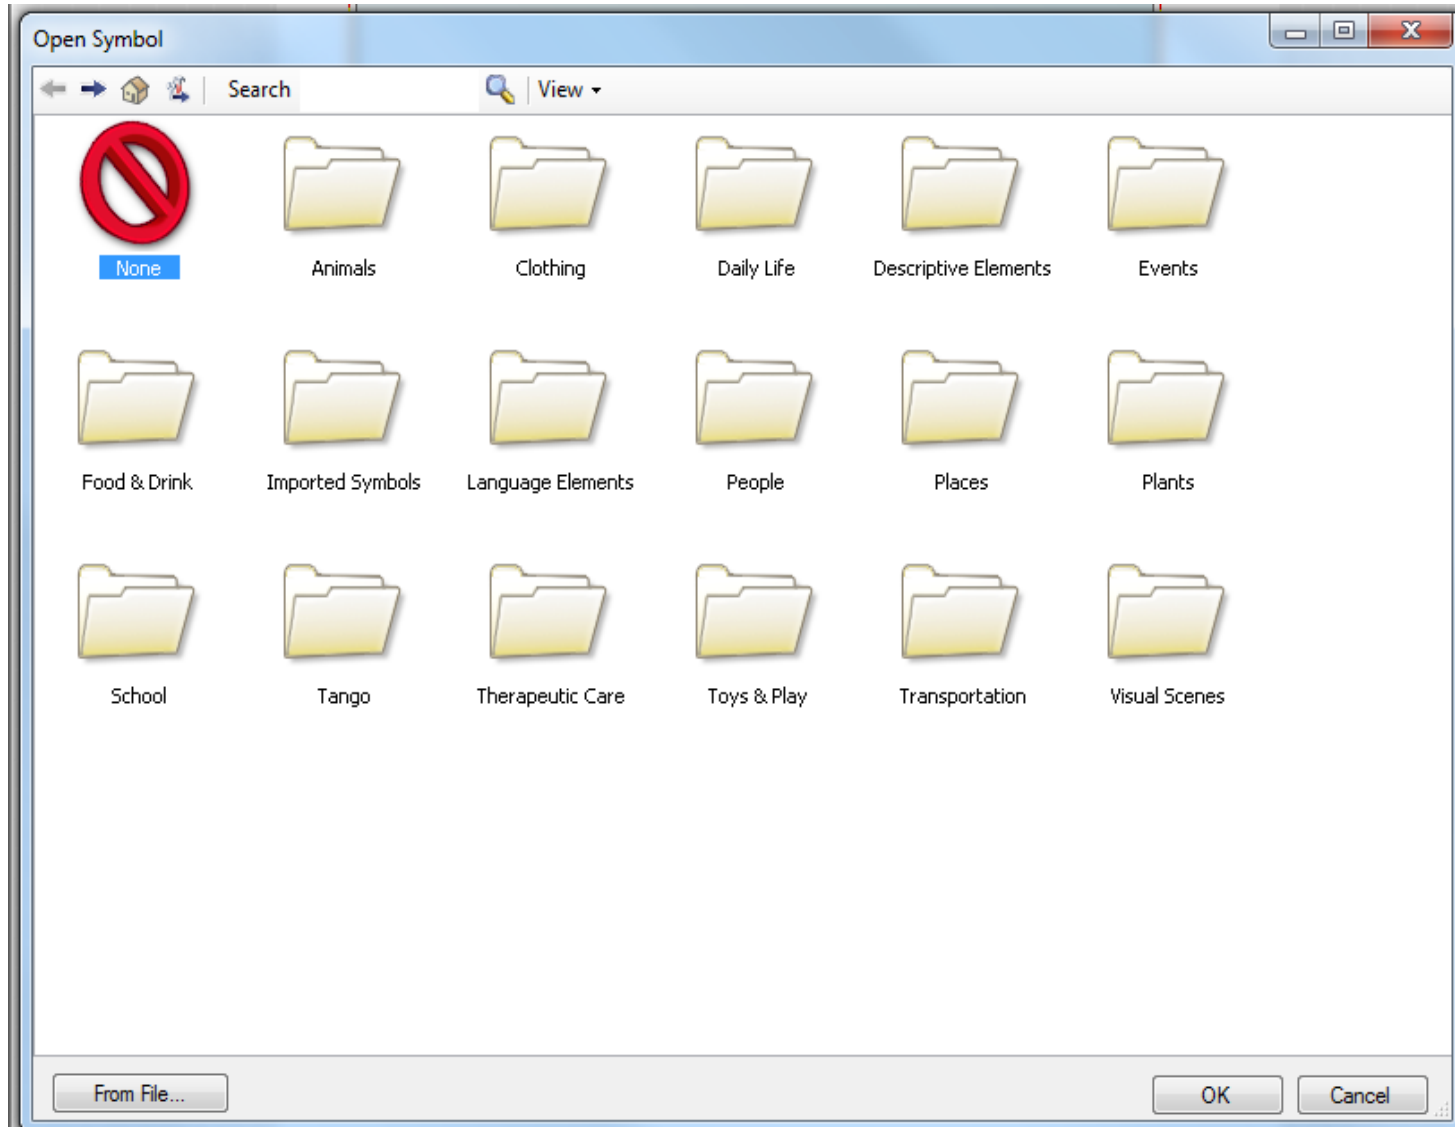 Open Symbol
Search View
None Animals Clothing Daily Life Descriptive Elements Events
Food & Drink Imported Symbols Language Elements People Places Plants
School Tango Therapeutic Care Toys & Play Transportation Visual Scenes
From File... OK Cancel